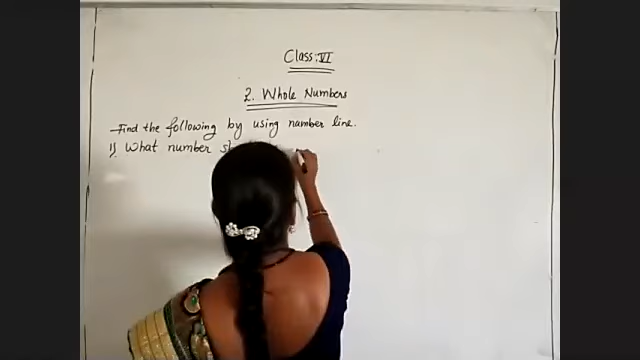 Class:VI
2. Whole Numbers
Find the following by using number line.
1). What number